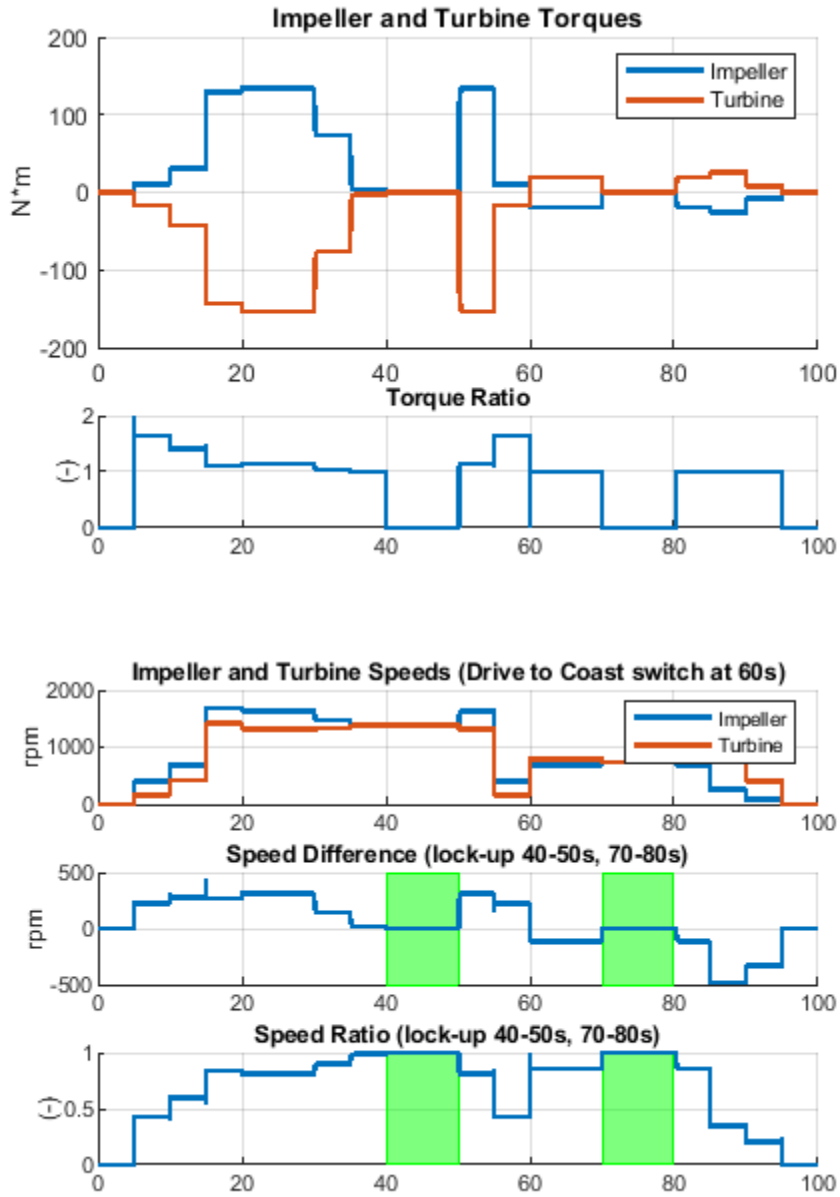 Impeller and Turbine Torques
200
100
0
-100
-200
N*m
Impeller
Turbine
0 20 40 60 80 100
Torque Ratio
2
1
0
(-)
0 20 40 60 80 100
Impeller and Turbine Speeds (Drive to Coast switch at 60s)
2000
1000
0
rpm
Impeller
Turbine
0 20 40 60 80 100
Speed Difference (lock-up 40-50s, 70-80s)
500
0
-500
rpm
0 20 40 60 80 100
Speed Ratio (lock-up 40-50s, 70-80s)
1
0.5
0
(-)
0 20 40 60 80 100